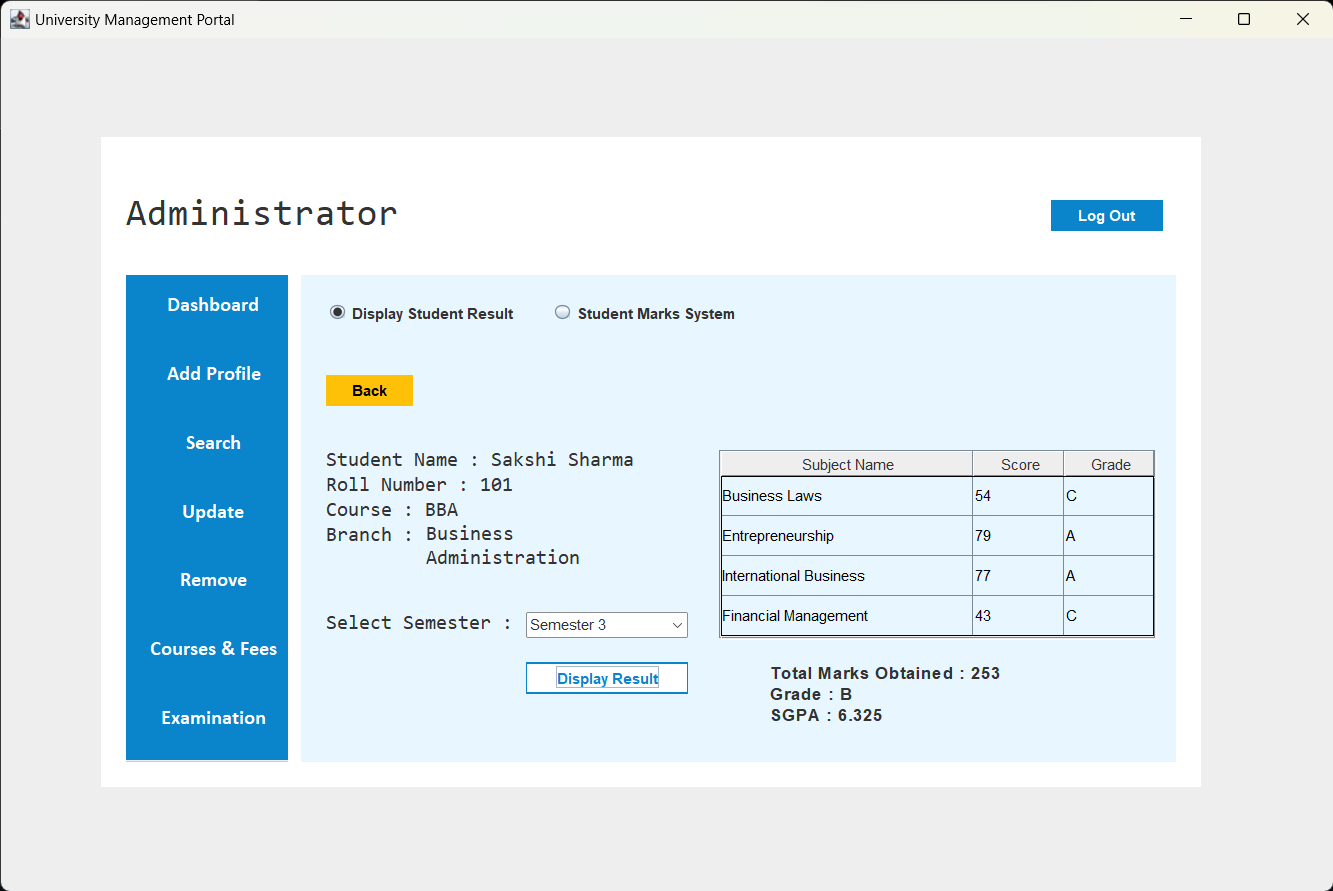 University Management Portal
Administrator
Log Out
Dashboard
Add Profile
Search
Update
Remove
Courses & Fees
Examination
Display Student Result
Student Marks System
Back
Student Name : Sakshi Sharma
Roll Number : 101
Course : BBA
Branch : Business
Administration
Select Semester : Semester 3
Display Result
Subject Name Score Grade
Business Laws 54 C
Entrepreneurship 79 A
International Business 77 A
Financial Management 43 C
Total Marks Obtained : 253
Grade : B
SGPA : 6.325